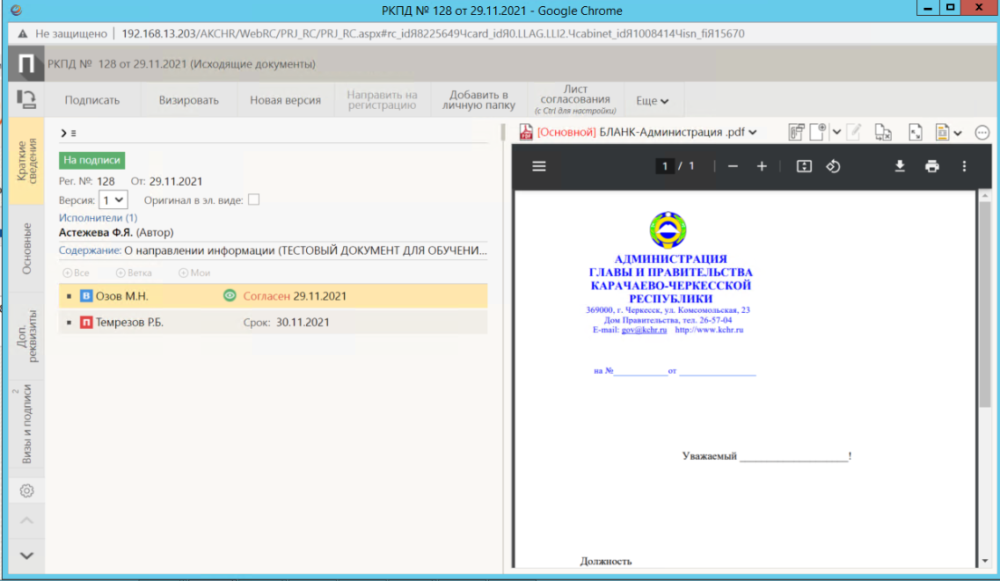 РКПД № 128 от 29.11.2021 - Google Chrome
Не защищено | 192.168.13.203/AKCHR/WebRC/PRJ_RC/PRJ_RC.aspx#rc_idЯ8225649Чcard_idЯ0.LLAG.LLI2.Чcabinet_idЯ1008414Чisn_fiЯ15670
П РКПД № 128 от 29.11.2021 (Исходящие документы)
Подписать Визировать Новая версия Направить на регистрацию Добавить в личную папку Лист согласования (с Ctrl для настройки) Еще
Краткие сведения
Основные
Доп. реквизиты
Визы и подписи 2
На подписи
Рег. №: 128 От: 29.11.2021
Версия: 1 Оригинал в эл. виде:
Исполнители (1)
Астежева Ф.Я. (Автор)
Содержание: О направлении информации (ТЕСТОВЫЙ ДОКУМЕНТ ДЛЯ ОБУЧЕНИ...
Все Ветка Мои
В Озов М.Н. Согласен 29.11.2021
П Темрезов Р.Б. Срок: 30.11.2021
[Основной] БЛАНК-Администрация .pdf
1 / 1
АДМИНИСТРАЦИЯ
ГЛАВЫ И ПРАВИТЕЛЬСТВА
КАРАЧАЕВО-ЧЕРКЕССКОЙ
РЕСПУБЛИКИ
369000, г. Черкесск, ул. Комсомольская, 23
Дом Правительства, тел. 26-57-04
E-mail: gov@kchr.ru http://www.kchr.ru
на №____________от ________________
Уважаемый ____________________!
Должность